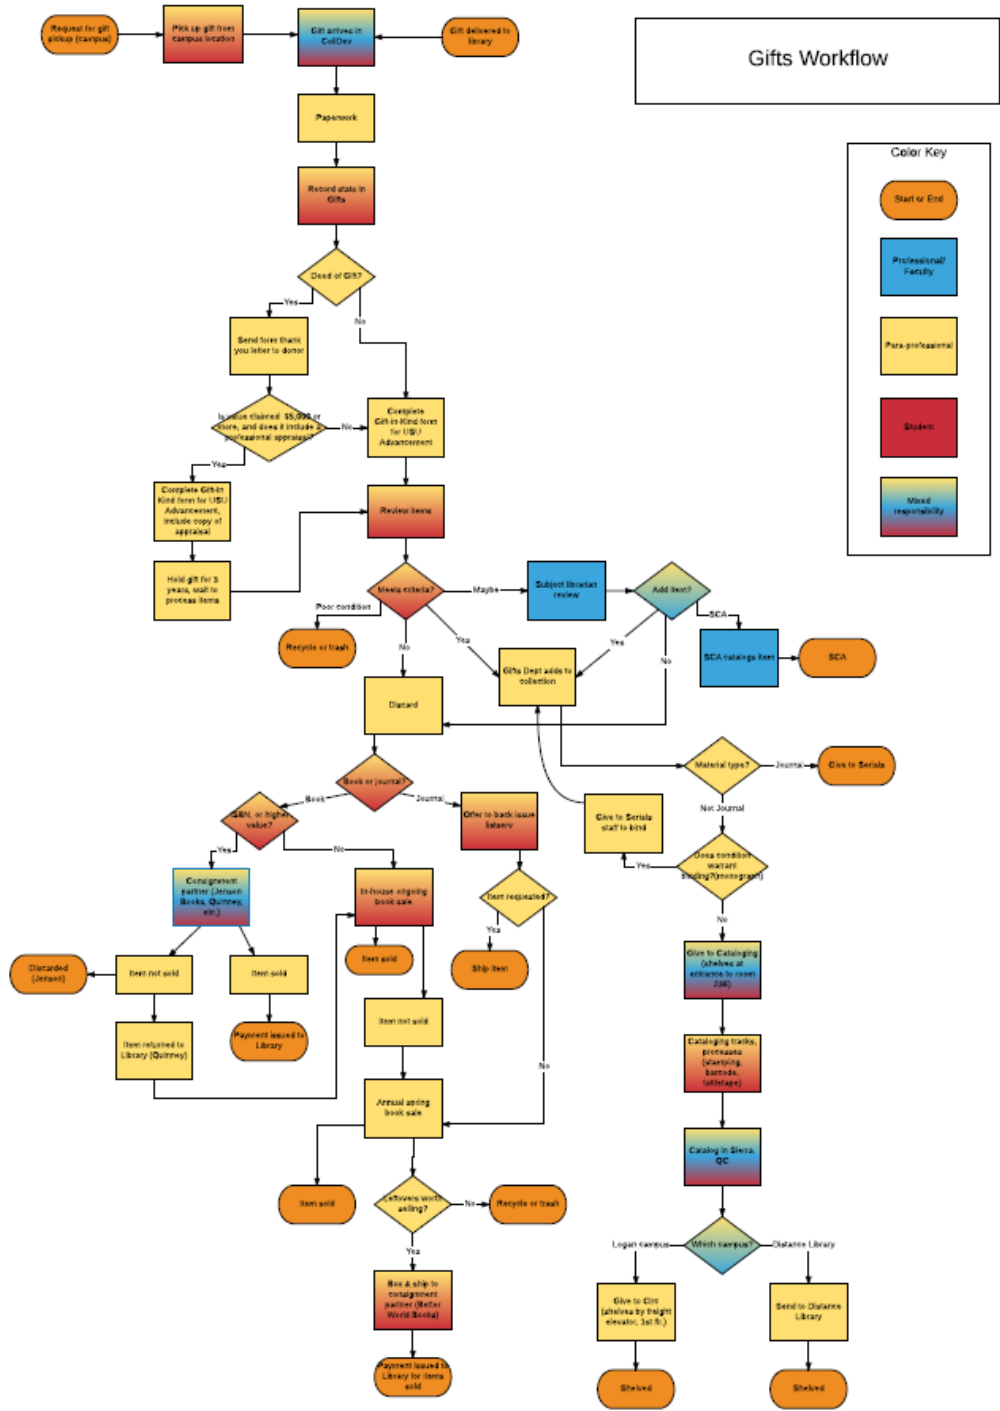 Request for gift
pickup (campus)
Pick up gift from
campus location
Gift arrives in
CollDev
Gift delivered to
library
Gifts Workflow
Color Key
Start or End
Professional/
Faculty
Para-professional
Student
Mixed
responsibility
Paperwork
Record stats in
Gifts
Deed of Gift?
Yes
No
Send form thank
you letter to donor
Is value claimed $5,000 or
more, and does it include a
professional appraisal?
No
Yes
Complete
Gift-in-Kind form
for USU
Advancement
Complete Gift-in
Kind form for USU
Advancement,
include copy of
appraisal
Hold gift for 3
years, wait to
process items
Review items
Meets criteria?
Maybe
Poor condition
Yes
No
Subject librarian
review
Add item?
SCA
Yes
No
Recycle or trash
SCA catalogs item
SCA
Gifts Dept adds to
collection
Discard
Book or journal?
Book
Journal
Material type?
Journal
Give to Serials
Not Journal
ISBN, or higher
value?
Yes
No
Offer to back issue
listserv
Give to Serials
staff to bind
Does condition
warrant
binding?(monograph)
Yes
No
Consignment
partner (Jensen
Books, Quinney,
etc.)
In-house ongoing
book sale
Item requested?
Yes
No
Item sold
Ship item
Discarded
(Jensen)
Item not sold
Item sold
Give to Cataloging
(shelves at
entrance to room
236)
Item not sold
Item returned to
Library (Quinney)
Payment issued to
Library
Cataloging tracks,
processes
(stamping,
barcode,
tattletape)
Annual spring
book sale
Catalog in Sierra,
QC
Item sold
Leftovers worth
selling?
No
Recycle or trash
Yes
Which campus?
Logan campus
Distance Library
Box & ship to
consignment
partner (Better
World Books)
Give to Circ
(shelves by freight
elevator, 1st flr.)
Send to Distance
Library
Payment issued to
Library for items
sold
Shelved
Shelved